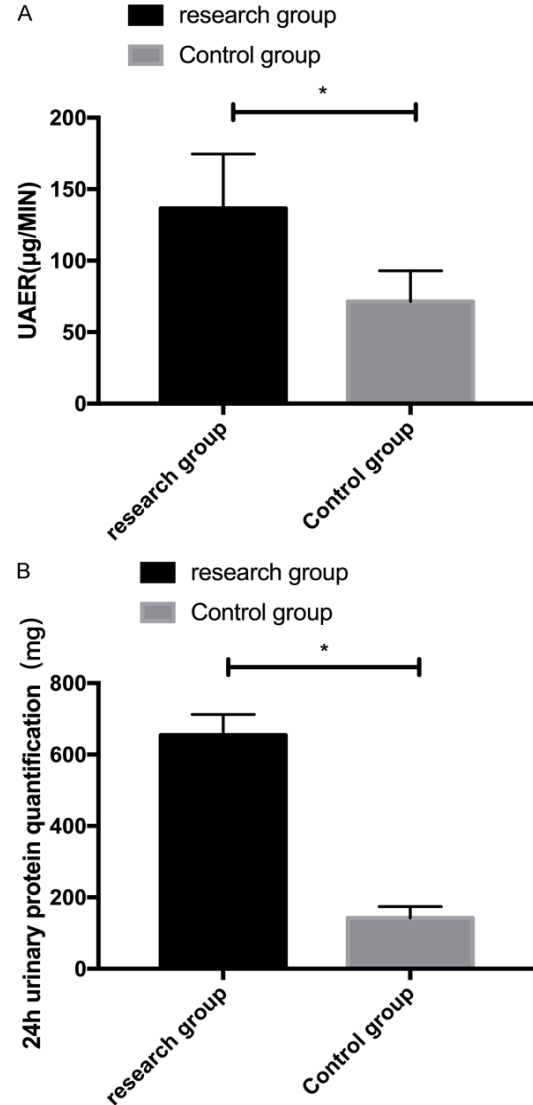 A
research group
Control group
*
UAER(μg/MIN)
200
150
100
50
0
research group
Control group
B
research group
Control group
*
24h urinary protein quantification (mg)
800
600
400
200
0
research group
Control group